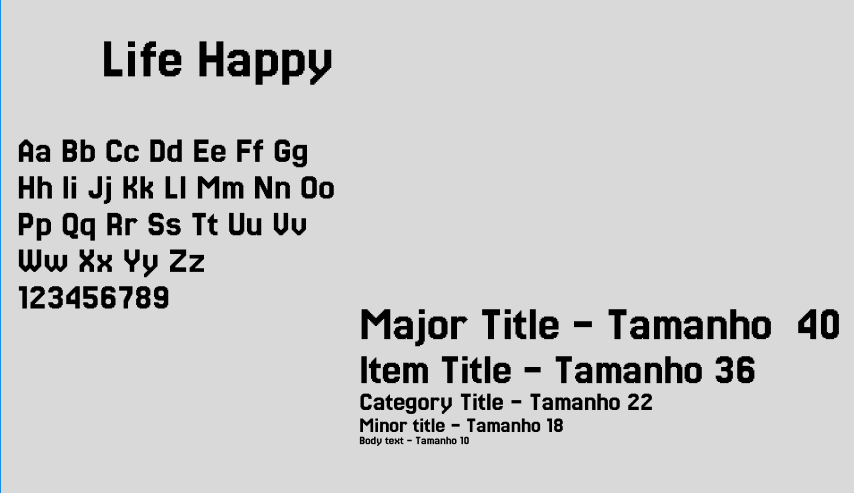 Life Happy
Aa Bb Cc Dd Ee Ff Gg
Hh Ii Jj Kk Ll Mm Nn Oo
Pp Qq Rr Ss Tt Uu Vv
Ww Xx Yy Zz
123456789
Major Title - Tamanho 40
Item Title - Tamanho 36
Category Title - Tamanho 22
Minor title - Tamanho 18
Body text - Tamanho 10